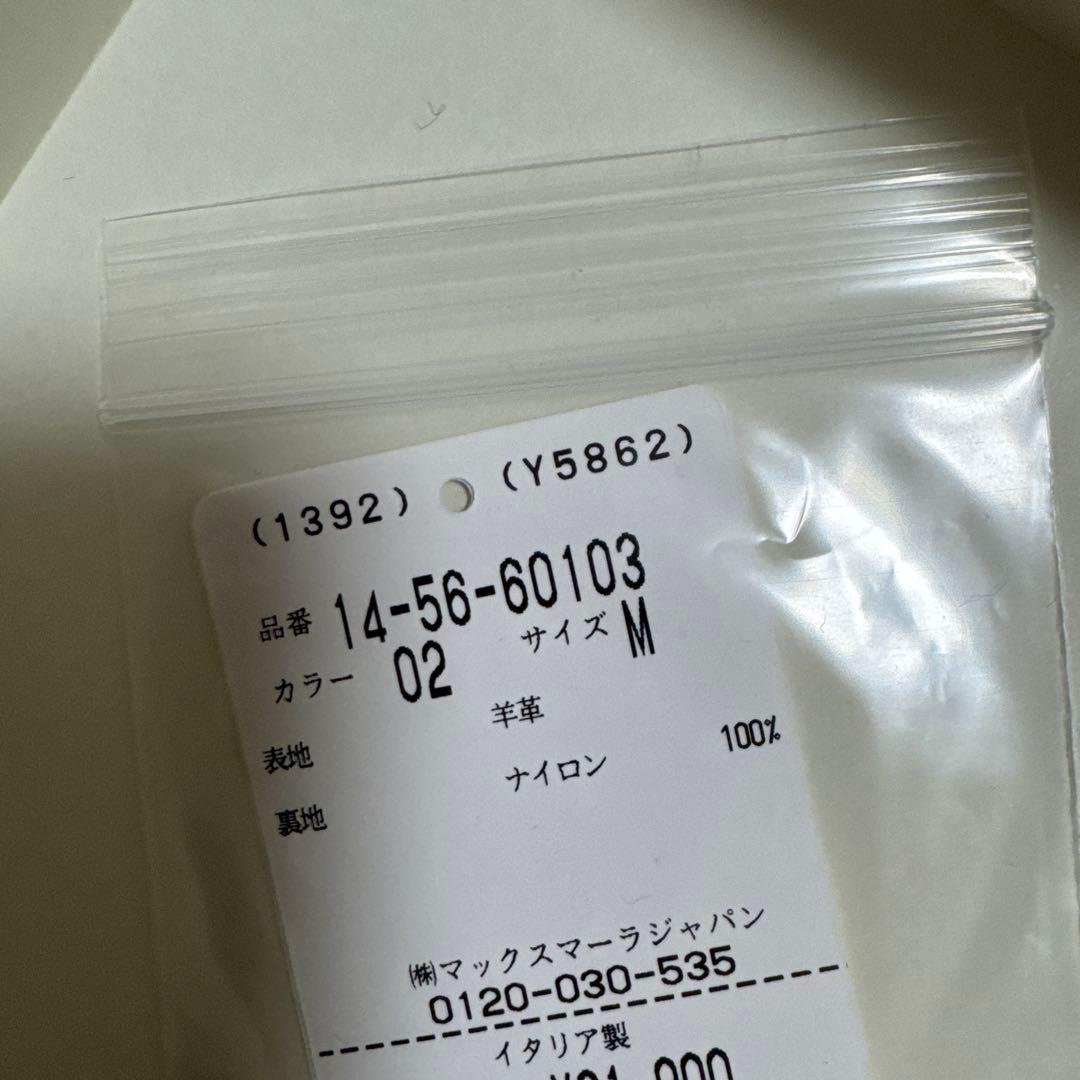 (1392) (Y5862)
品番 14-56-60103
カラー 02 サイズ M
表地 羊革
裏地 ナイロン 100%
㈱マックスマーラジャパン
0120-030-535
イタリア製